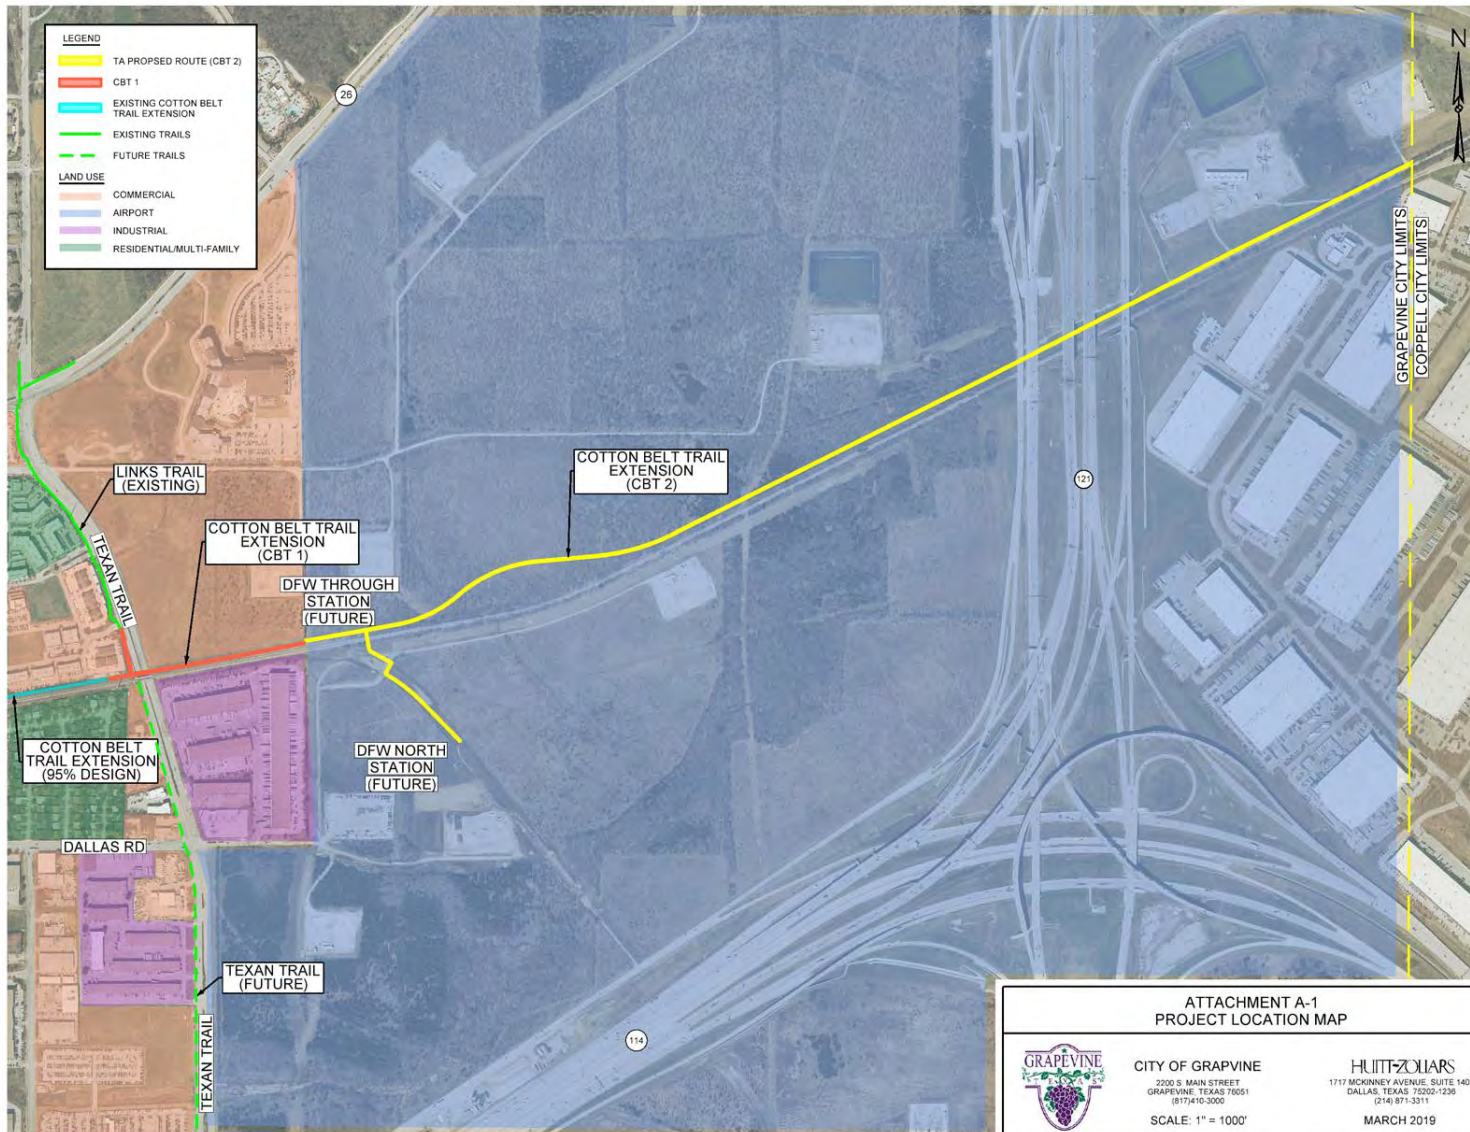 LEGEND
TA PROPSED ROUTE (CBT 2)
CBT 1
EXISTING COTTON BELT
TRAIL EXTENSION
EXISTING TRAILS
FUTURE TRAILS
LAND USE
COMMERCIAL
AIRPORT
INDUSTRIAL
RESIDENTIAL/MULTI-FAMILY
26
N
GRAPEVINE CITY LIMITS
COPPELL CITY LIMITS
LINKS TRAIL
(EXISTING)
COTTON BELT TRAIL
EXTENSION
(CBT 2)
121
COTTON BELT TRAIL
EXTENSION
(CBT 1)
TEXAN TRAIL
DFW THROUGH
STATION
(FUTURE)
COTTON BELT
TRAIL EXTENSION
(95% DESIGN)
DFW NORTH
STATION
(FUTURE)
DALLAS RD
TEXAN TRAIL
(FUTURE)
TEXAN TRAIL
114
ATTACHMENT A-1
PROJECT LOCATION MAP
GRAPEVINE
TEXAS
CITY OF GRAPVINE
2200 S. MAIN STREET
GRAPEVINE, TEXAS 76051
(817)410-3000
SCALE: 1" = 1000'
HUITT-ZOLLARS
1717 MCKINNEY AVENUE, SUITE 140
DALLAS, TEXAS 75202-1236
(214) 871-3311
MARCH 2019